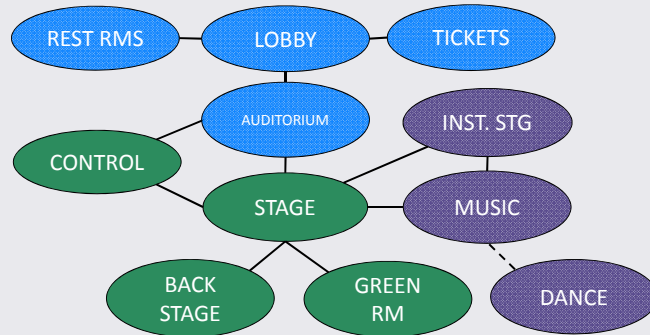 REST RMS
LOBBY
TICKETS
AUDITORIUM
INST. STG
CONTROL
STAGE
MUSIC
BACK
STAGE
GREEN
RM
DANCE